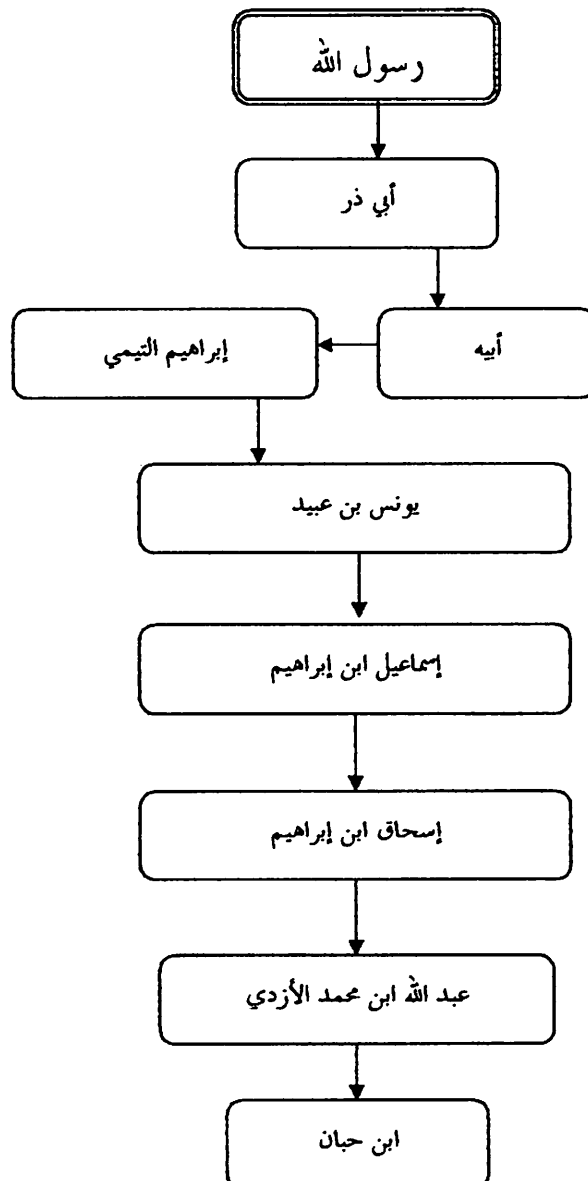 رسول الله
أبي ذر
أبيه
إبراهيم التيمي
يونس بن عبيد
إسماعيل ابن إبراهيم
إسحاق ابن إبراهيم
عبد الله ابن محمد الأزدي
ابن حبان